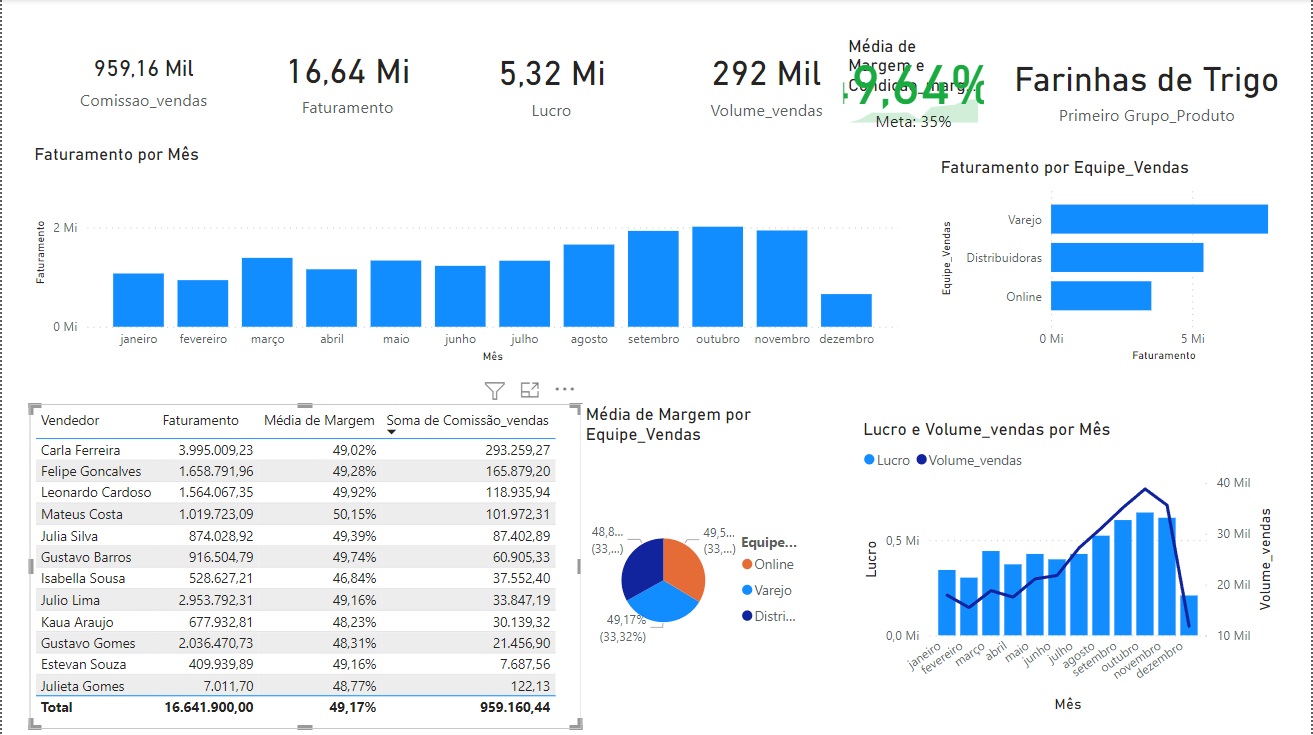 959,16 Mil
Comissao_vendas
16,64 Mi
Faturamento
5,32 Mi
Lucro
292 Mil
Volume_vendas
Média de
Margem e
9,64%
Meta: 35%
Farinhas de Trigo
Primeiro Grupo_Produto
Faturamento por Mês
Faturamento
2 Mi
0 Mi
janeiro fevereiro março abril maio junho julho agosto setembro outubro novembro dezembro
Mês
Faturamento por Equipe_Vendas
Equipe_Vendas
Varejo
Distribuidoras
Online
0 Mi 5 Mi
Faturamento
Vendedor Faturamento Média de Margem Soma de Comissão_vendas
Carla Ferreira 3.995.009,23 49,02% 293.259,27
Felipe Goncalves 1.658.791,96 49,28% 165.879,20
Leonardo Cardoso 1.564.067,35 49,92% 118.935,94
Mateus Costa 1.019.723,09 50,15% 101.972,31
Julia Silva 874.028,92 49,39% 87.402,89
Gustavo Barros 916.504,79 49,74% 60.905,33
Isabella Sousa 528.627,21 46,84% 37.552,40
Julio Lima 2.953.792,31 49,16% 33.847,19
Kaua Araujo 677.932,81 48,23% 30.139,32
Gustavo Gomes 2.036.470,73 48,31% 21.456,90
Estevan Souza 409.939,89 49,16% 7.687,56
Julieta Gomes 7.011,70 48,77% 122,13
Total 16.641.900,00 49,17% 959.160,44
Média de Margem por
Equipe_Vendas
48,8...
(33,...)
49,5...
(33,...)
49,17%
(33,32%)
Equipe...
Online
Varejo
Distri...
Lucro e Volume_vendas por Mês
Lucro Volume_vendas
Lucro
0,5 Mi
0,0 Mi
40 Mil
30 Mil
20 Mil
10 Mil
Volume_vendas
janeiro fevereiro março abril maio junho julho agosto setembro outubro novembro dezembro
Mês